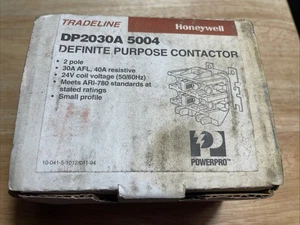 TRADELINE
Honeywell
DP2030A 5004
DEFINITE PURPOSE CONTACTOR
• 2 pole
• 30A AFL, 40A resistive
• 24V coil voltage (50/60Hz)
• Meets ARI-780 standards at
stated ratings
• Small profile
POWERPRO™